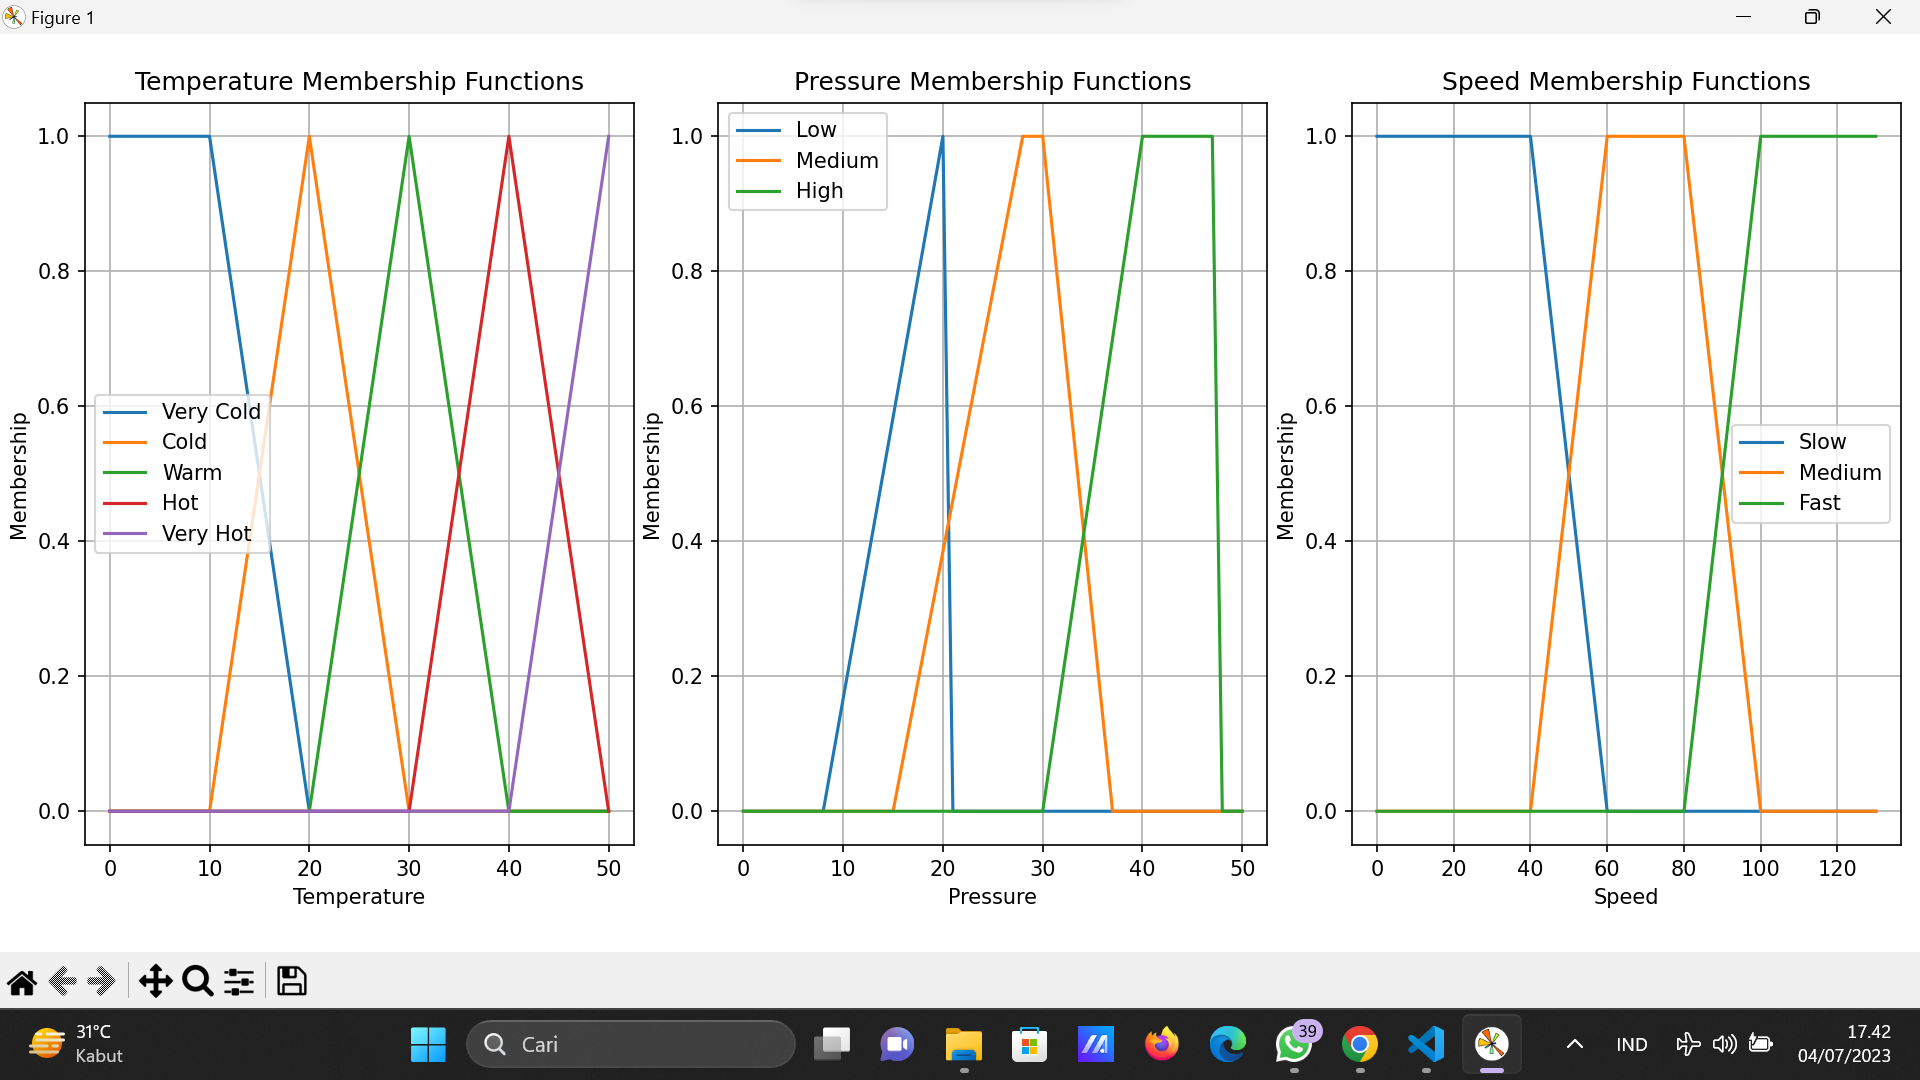 Figure 1
Temperature Membership Functions
1.0
0.8
0.6
0.4
0.2
0.0
Membership
Very Cold
Cold
Warm
Hot
Very Hot
0 10 20 30 40 50
Temperature
Pressure Membership Functions
1.0
0.8
0.6
0.4
0.2
0.0
Membership
Low
Medium
High
0 10 20 30 40 50
Pressure
Speed Membership Functions
1.0
0.8
0.6
0.4
0.2
0.0
Membership
Slow
Medium
Fast
0 20 40 60 80 100 120
Speed
31°C
Kabut
Cari
39
IND
17.42
04/07/2023